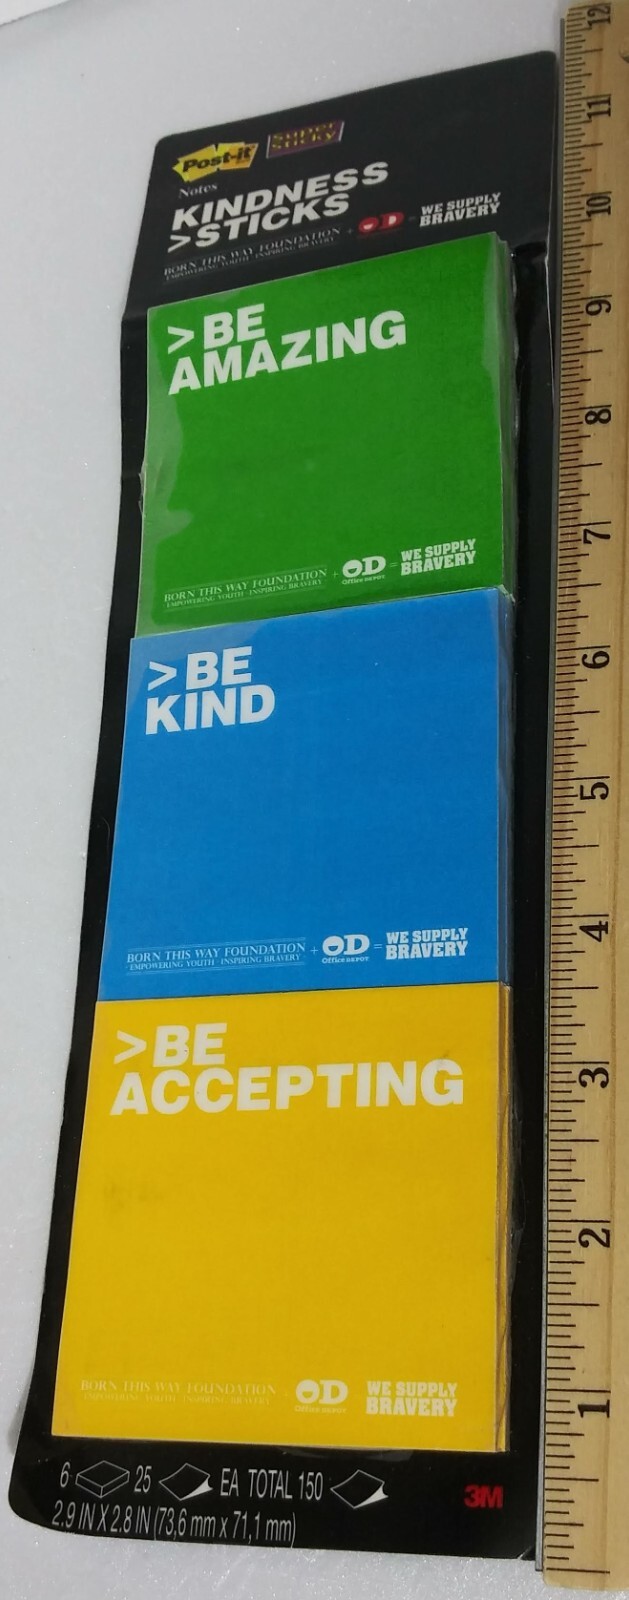 Post-it
Super
Sticky
Notes
KINDNESS
>STICKS
BORN THIS WAY FOUNDATION + OD = WE SUPPLY
EMPOWERING YOUTH · INSPIRING BRAVERY BRAVERY
> BE
AMAZING
BORN THIS WAY FOUNDATION + OD = WE SUPPLY
EMPOWERING YOUTH · INSPIRING BRAVERY Office DEPOT BRAVERY
> BE
KIND
BORN THIS WAY FOUNDATION + OD = WE SUPPLY
EMPOWERING YOUTH · INSPIRING BRAVERY Office DEPOT BRAVERY
> BE
ACCEPTING
BORN THIS WAY FOUNDATION OD WE SUPPLY
EMPOWERING YOUTH · INSPIRING BRAVERY Office DEPOT BRAVERY
6 25 EA TOTAL 150
2.9 IN X 2.8 IN (73,6 mm x 71,1 mm)
3M
12
11
10
9
8
7
6
5
4
3
2
1